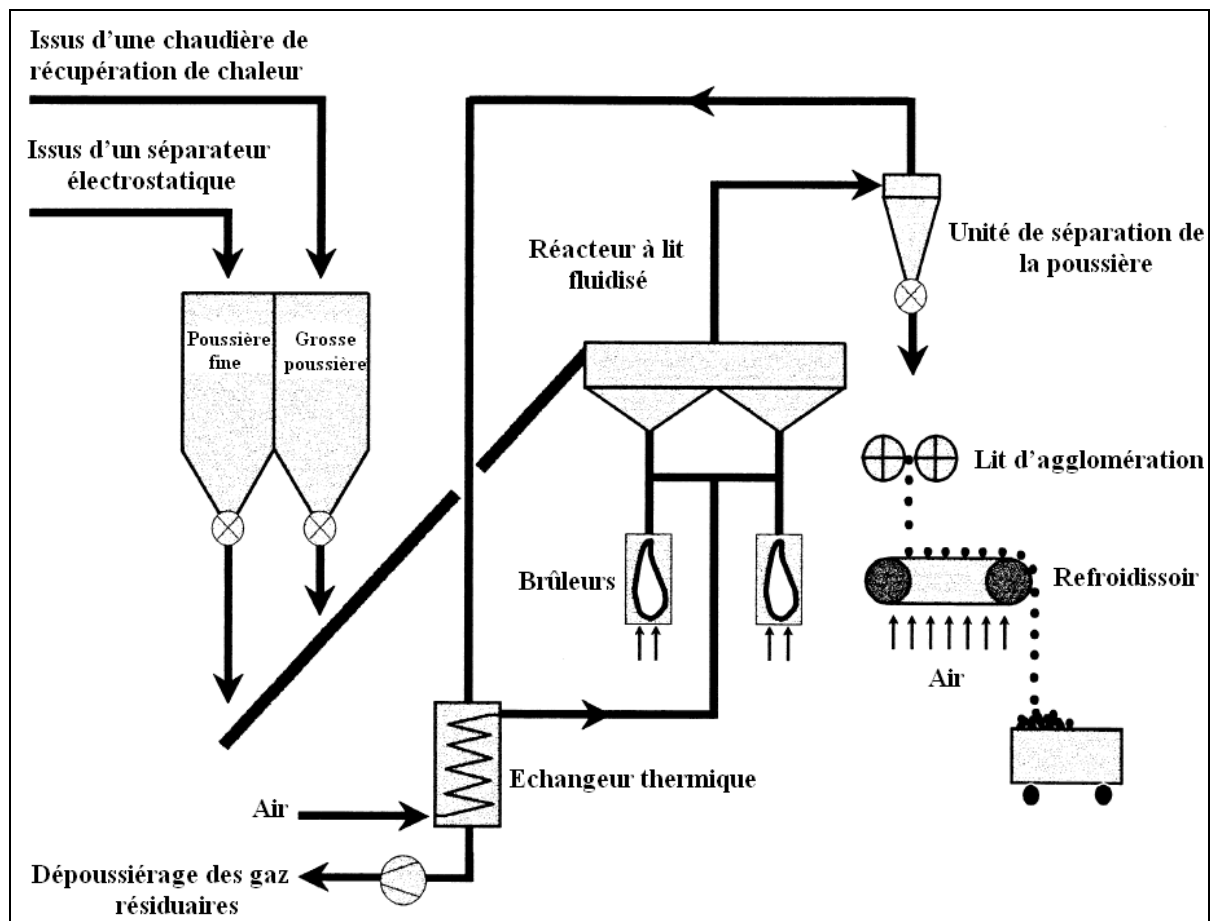 Issus d'une chaudière de
récupération de chaleur
Issus d'un séparateur
électrostatique
Poussière
fine
Grosse
poussière
Réacteur à lit
fluidisé
Unité de séparation de
la poussière
Lit d'agglomération
Brûleurs
Refroidissoir
Air
Echangeur thermique
Air
Dépoussiérage des gaz
résiduaires